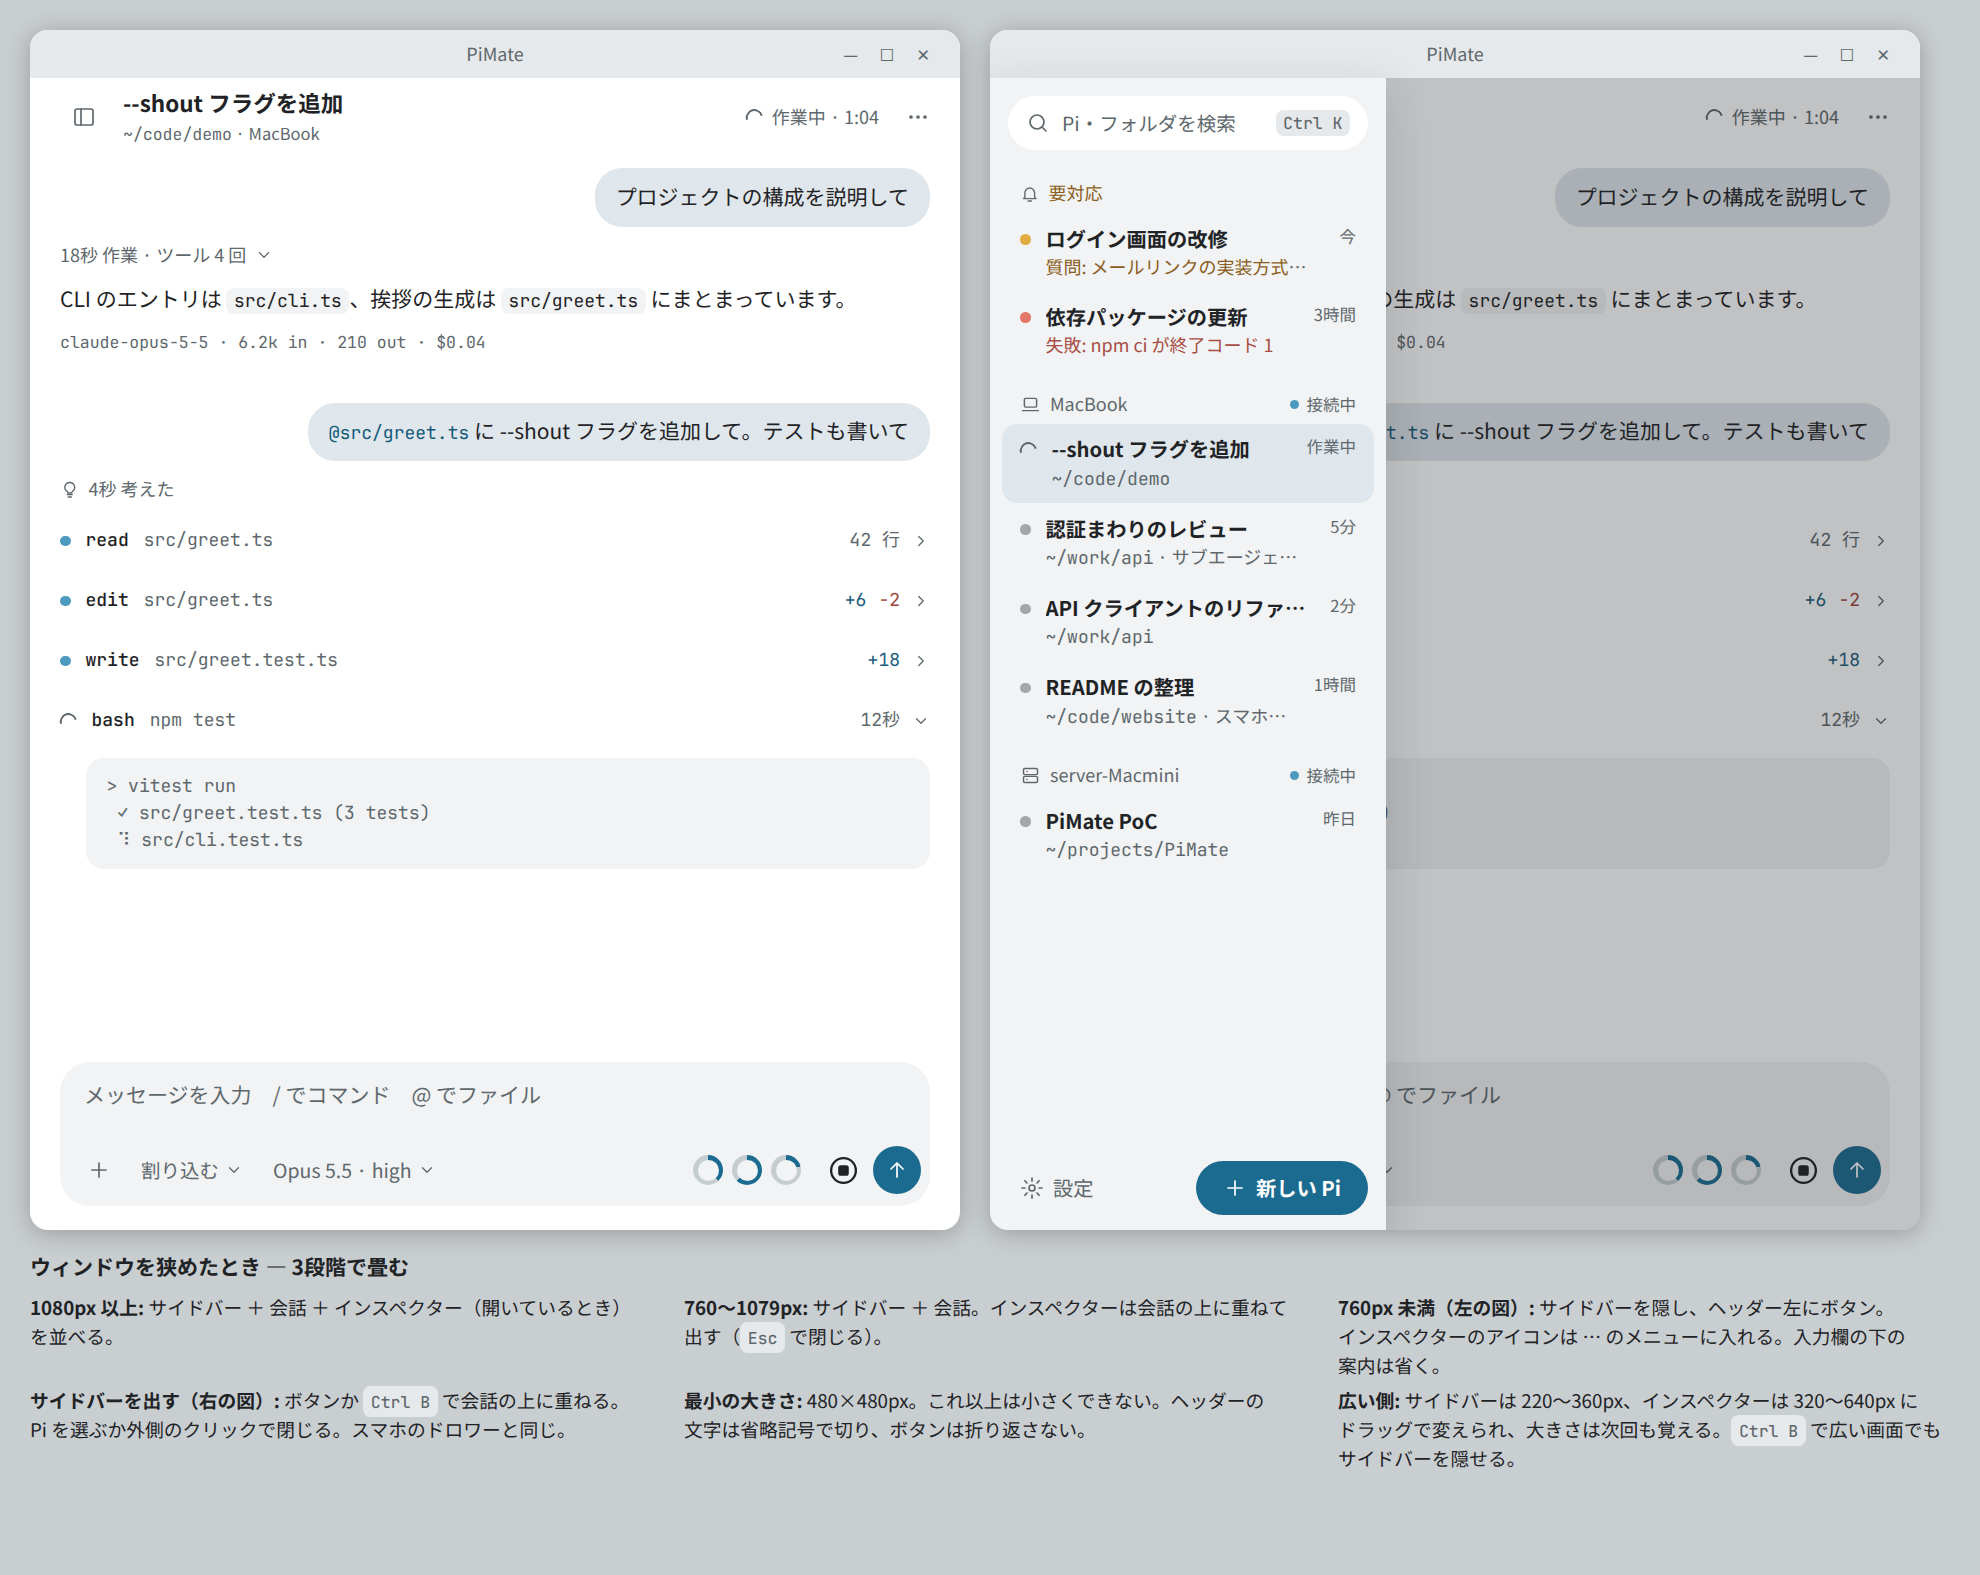 PiMate
--shout フラグを追加
~/code/demo · MacBook
作業中 · 1:04
プロジェクトの構成を説明して
18秒 作業 · ツール 4 回
CLI のエントリは src/cli.ts 、挨拶の生成は src/greet.ts にまとまっています。
claude-opus-5-5 · 6.2k in · 210 out · $0.04
@src/greet.ts に --shout フラグを追加して。テストも書いて
4秒 考えた
read src/greet.ts 42 行
edit src/greet.ts +6 -2
write src/greet.test.ts +18
bash npm test 12秒
> vitest run
✓ src/greet.test.ts (3 tests)
⠹ src/cli.test.ts
メッセージを入力 / でコマンド @ でファイル
割り込む Opus 5.5 · high
PiMate
Pi・フォルダを検索 Ctrl K
要対応
ログイン画面の改修 今
質問: メールリンクの実装方式…
依存パッケージの更新 3時間
失敗: npm ci が終了コード 1
MacBook 接続中
--shout フラグを追加 作業中
~/code/demo
認証まわりのレビュー 5分
~/work/api · サブエージェ…
API クライアントのリファ… 2分
~/work/api
README の整理 1時間
~/code/website · スマホ…
server-Macmini 接続中
PiMate PoC 昨日
~/projects/PiMate
設定
+ 新しい Pi
作業中 · 1:04
プロジェクトの構成を説明して
の生成は src/greet.ts にまとまっています。
$0.04
t.ts に --shout フラグを追加して。テストも書いて
42 行
+6 -2
+18
12秒
でファイル
ウィンドウを狭めたとき — 3段階で畳む
1080px 以上: サイドバー ＋ 会話 ＋ インスペクター（開いているとき）
を並べる。
760〜1079px: サイドバー ＋ 会話。インスペクターは会話の上に重ねて
出す（ Esc で閉じる）。
760px 未満（左の図）: サイドバーを隠し、ヘッダー左にボタン。
インスペクターのアイコンは … のメニューに入れる。入力欄の下の
案内は省く。
サイドバーを出す（右の図）: ボタンか Ctrl B で会話の上に重ねる。
Pi を選ぶか外側のクリックで閉じる。スマホのドロワーと同じ。
最小の大きさ: 480×480px。これ以上は小さくできない。ヘッダーの
文字は省略記号で切り、ボタンは折り返さない。
広い側: サイドバーは 220〜360px、インスペクターは 320〜640px に
ドラッグで変えられ、大きさは次回も覚える。 Ctrl B で広い画面でも
サイドバーを隠せる。